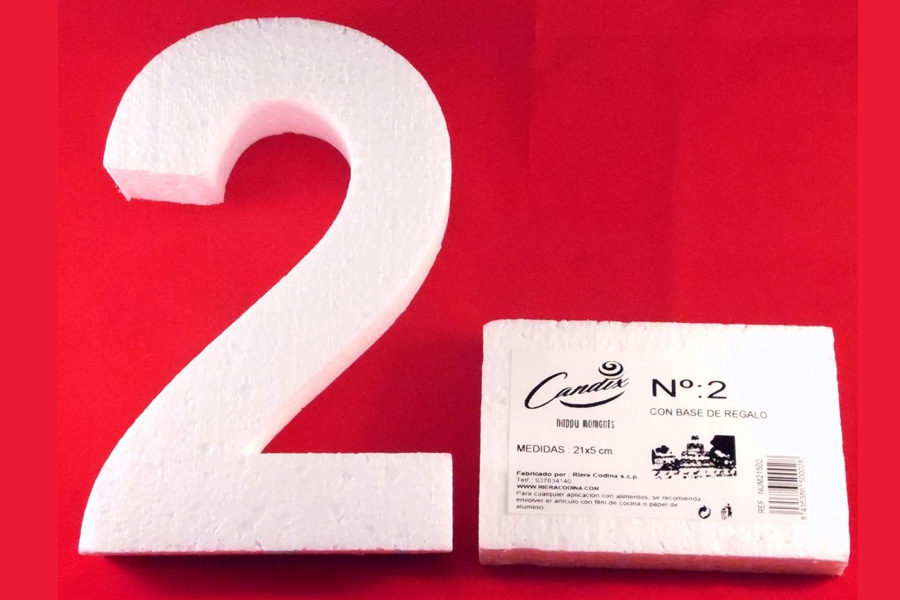 2
Candix
happy moments
Nº:2
CON BASE DE REGALO
MEDIDAS : 21x5 cm.
Fabricado por : Riera Codina s.c.p.
Telf.: 637634140
WWW.RIERACODINA.COM
Para cualquier aplicación con alimentos, se recomienda
envolver el artículo con film de cocina o papel de
aluminio.
REF. NUM21502